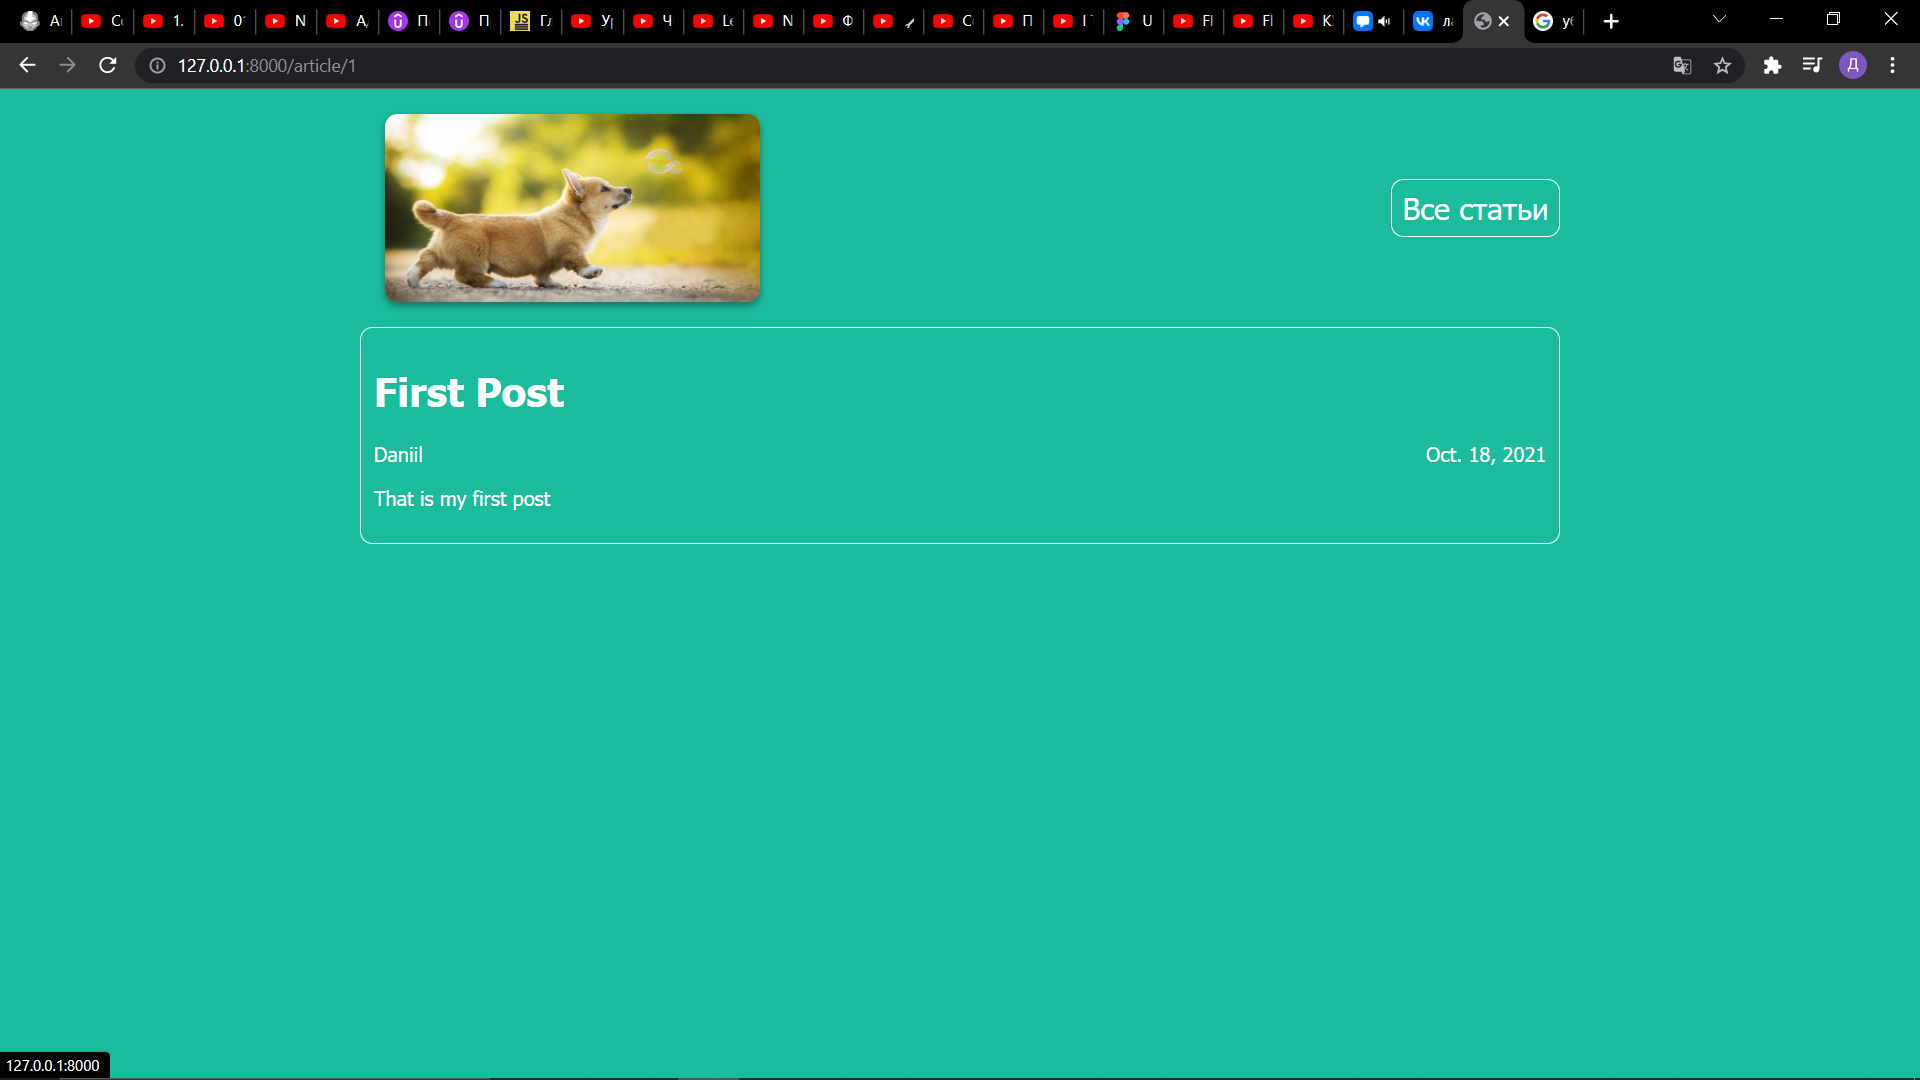 127.0.0.1:8000/article/1
Д
Все статьи
First Post
Daniil
Oct. 18, 2021
That is my first post
127.0.0.1:8000